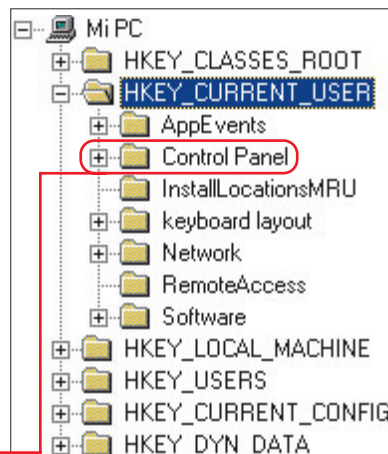 Mi PC
HKEY_CLASSES_ROOT
HKEY_CURRENT_USER
AppEvents
Control Panel
InstallLocationsMRU
keyboard layout
Network
RemoteAccess
Software
HKEY_LOCAL_MACHINE
HKEY_USERS
HKEY_CURRENT_CONFIG
HKEY_DYN_DATA